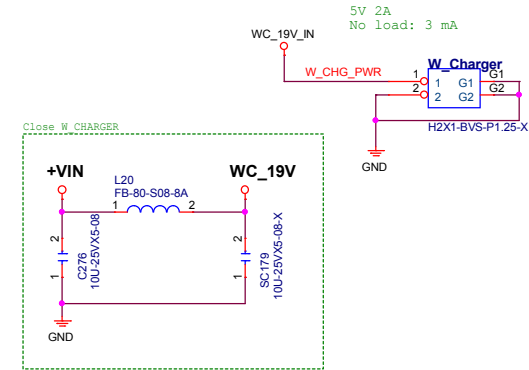 5V 2A
No load: 3 mA
WC_19V_IN
W_CHG_PWR
W_Charger
1 1 G1 G1
2 2 G2 G2
H2X1-BVS-P1.25-X
GND
Close W_CHARGER
+VIN
WC_19V
L20
FB-80-S08-8A
1 2
2
1
C276
10U-25VX5-08
2
1
SC179
10U-25VX5-08-X
GND